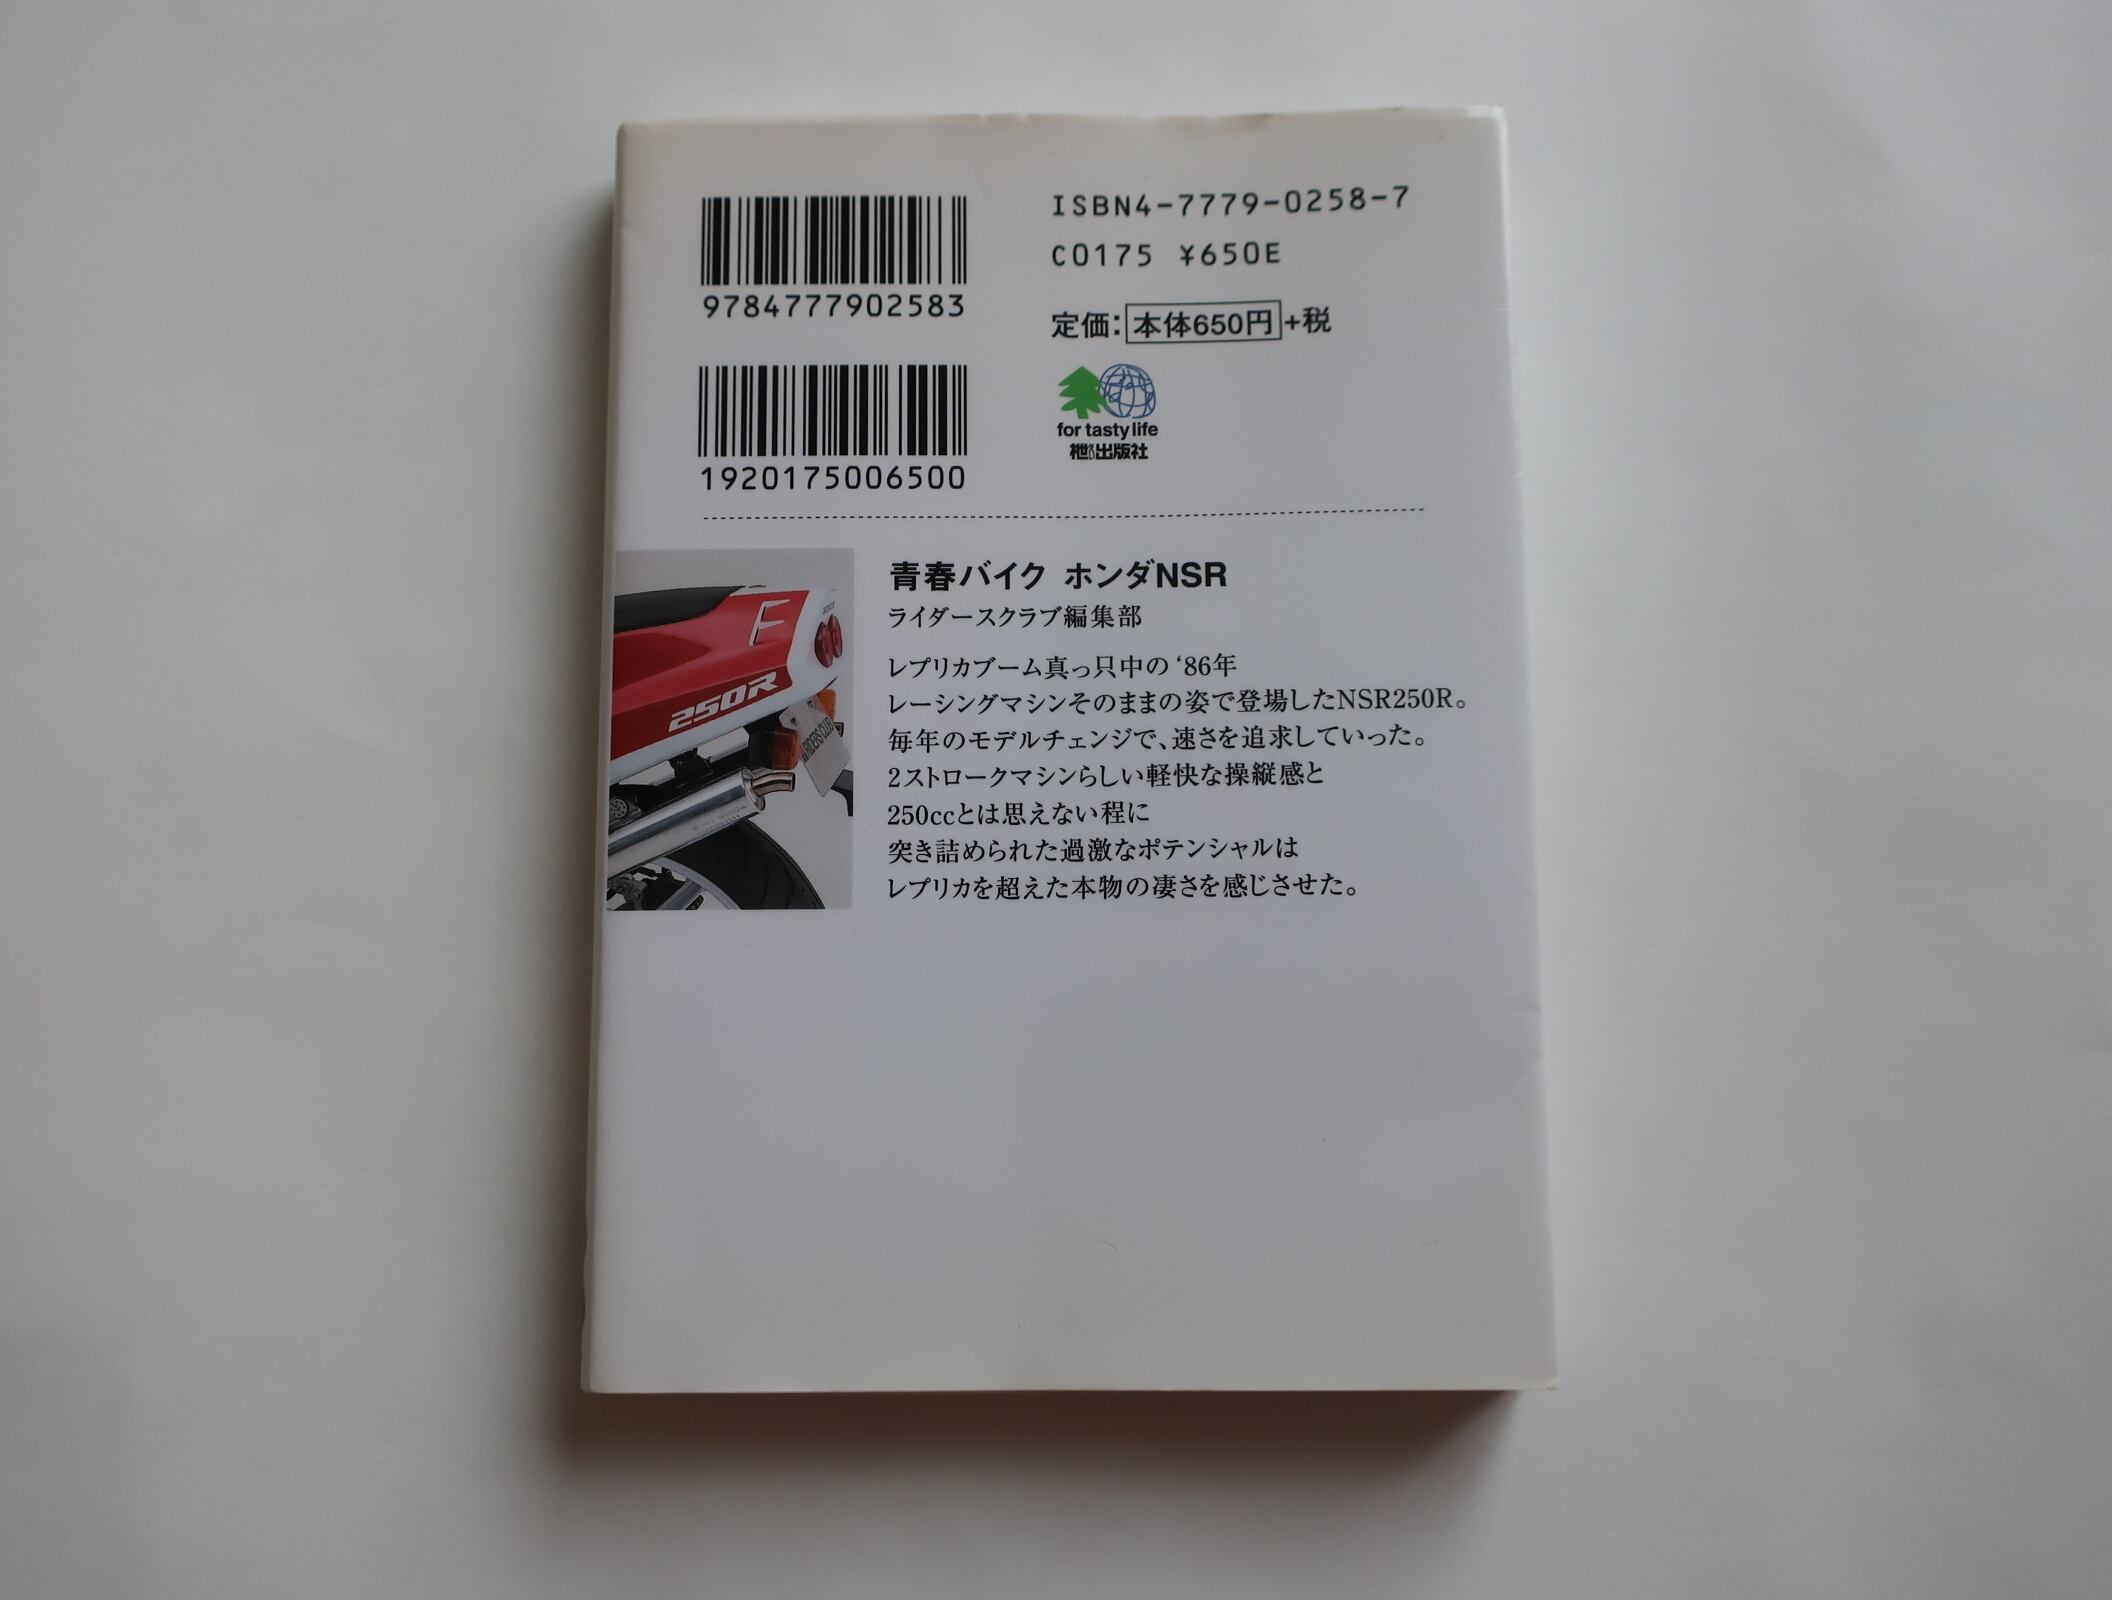 9784777902583
ISBN4-7779-0258-7
C0175 ¥650E
定価：本体650円+税
1920175006500
for tasty life
枻出版社
青春バイク ホンダNSR
ライダースクラブ編集部
レプリカブーム真っ只中の‘86年
レーシングマシンそのままの姿で登場したNSR250R。
毎年のモデルチェンジで、速さを追求していった。
2ストロークマシンらしい軽快な操縦感と
250ccとは思えない程に
突き詰められた過激なポテンシャルは
レプリカを超えた本物の凄さを感じさせた。
250R
RIDERS CLUB